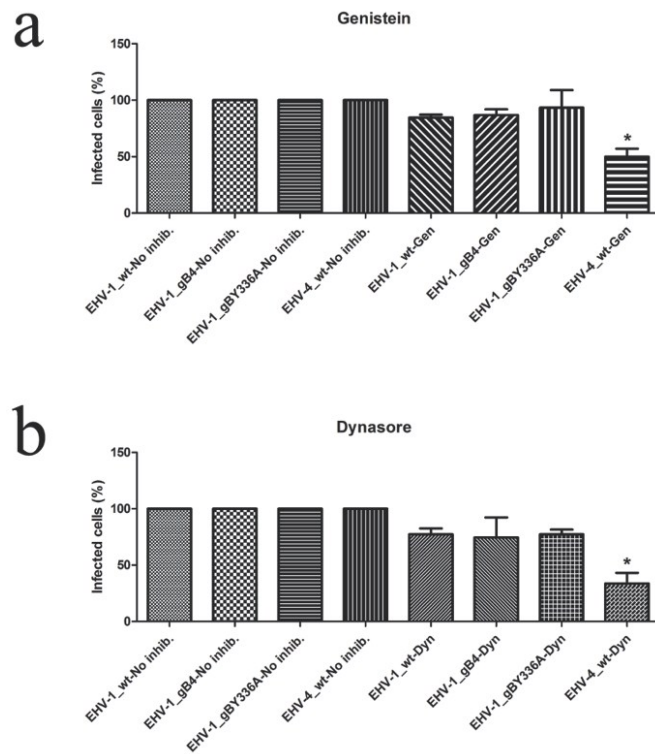 a
Genistein
Infected cells (%)
150
100
50
0
*
EHV-1_wt-No inhib.
EHV-1_gB4-No inhib.
EHV-1_gBY336A-No inhib.
EHV-4_wt-No inhib.
EHV-1_wt-Gen
EHV-1_gB4-Gen
EHV-1_gBY336A-Gen
EHV-4_wt-Gen
b
Dynasore
Infected cells (%)
150
100
50
0
*
EHV-1_wt-No inhib.
EHV-1_gB4-No inhib.
EHV-1_gBY336A-No inhib.
EHV-4_wt-No inhib.
EHV-1_wt-Dyn
EHV-1_gB4-Dyn
EHV-1_gBY336A-Dyn
EHV-4_wt-Dyn